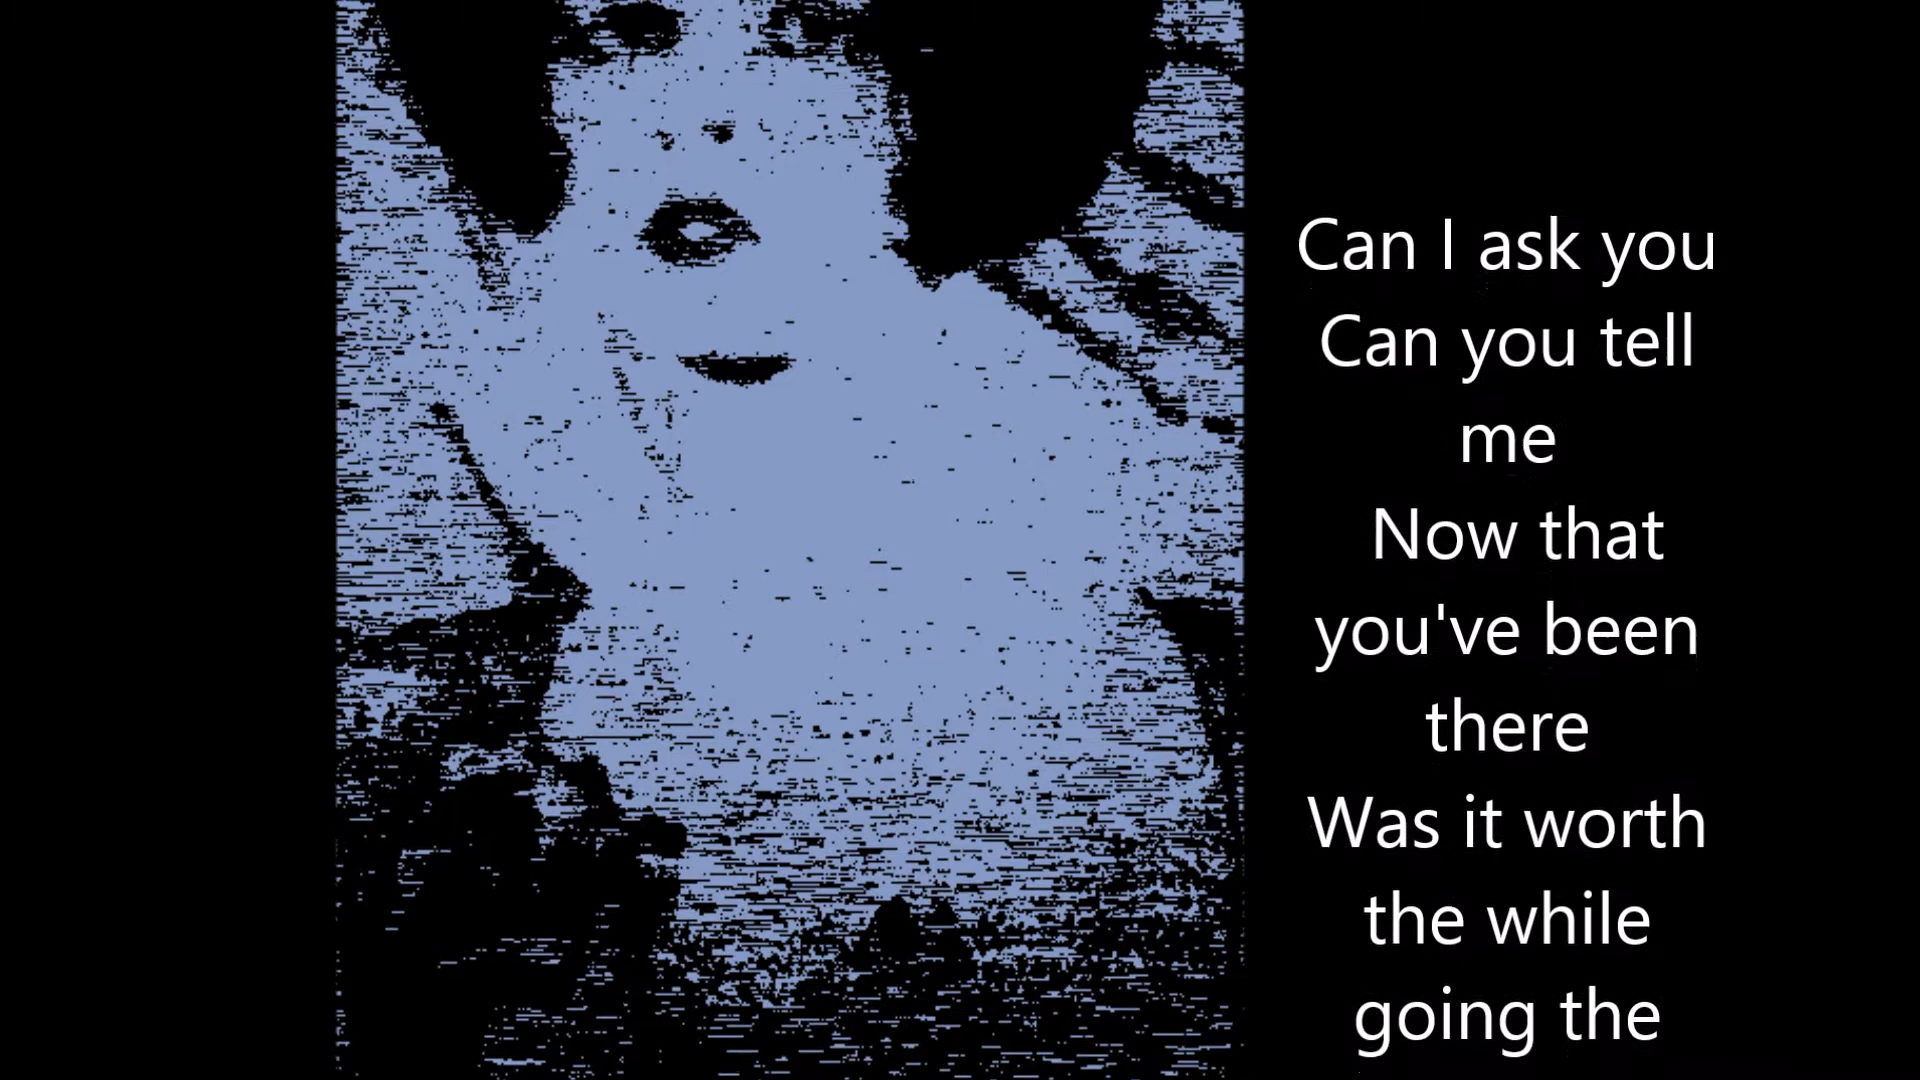 Can I ask you
Can you tell
me
Now that
you've been
there
Was it worth
the while
going the